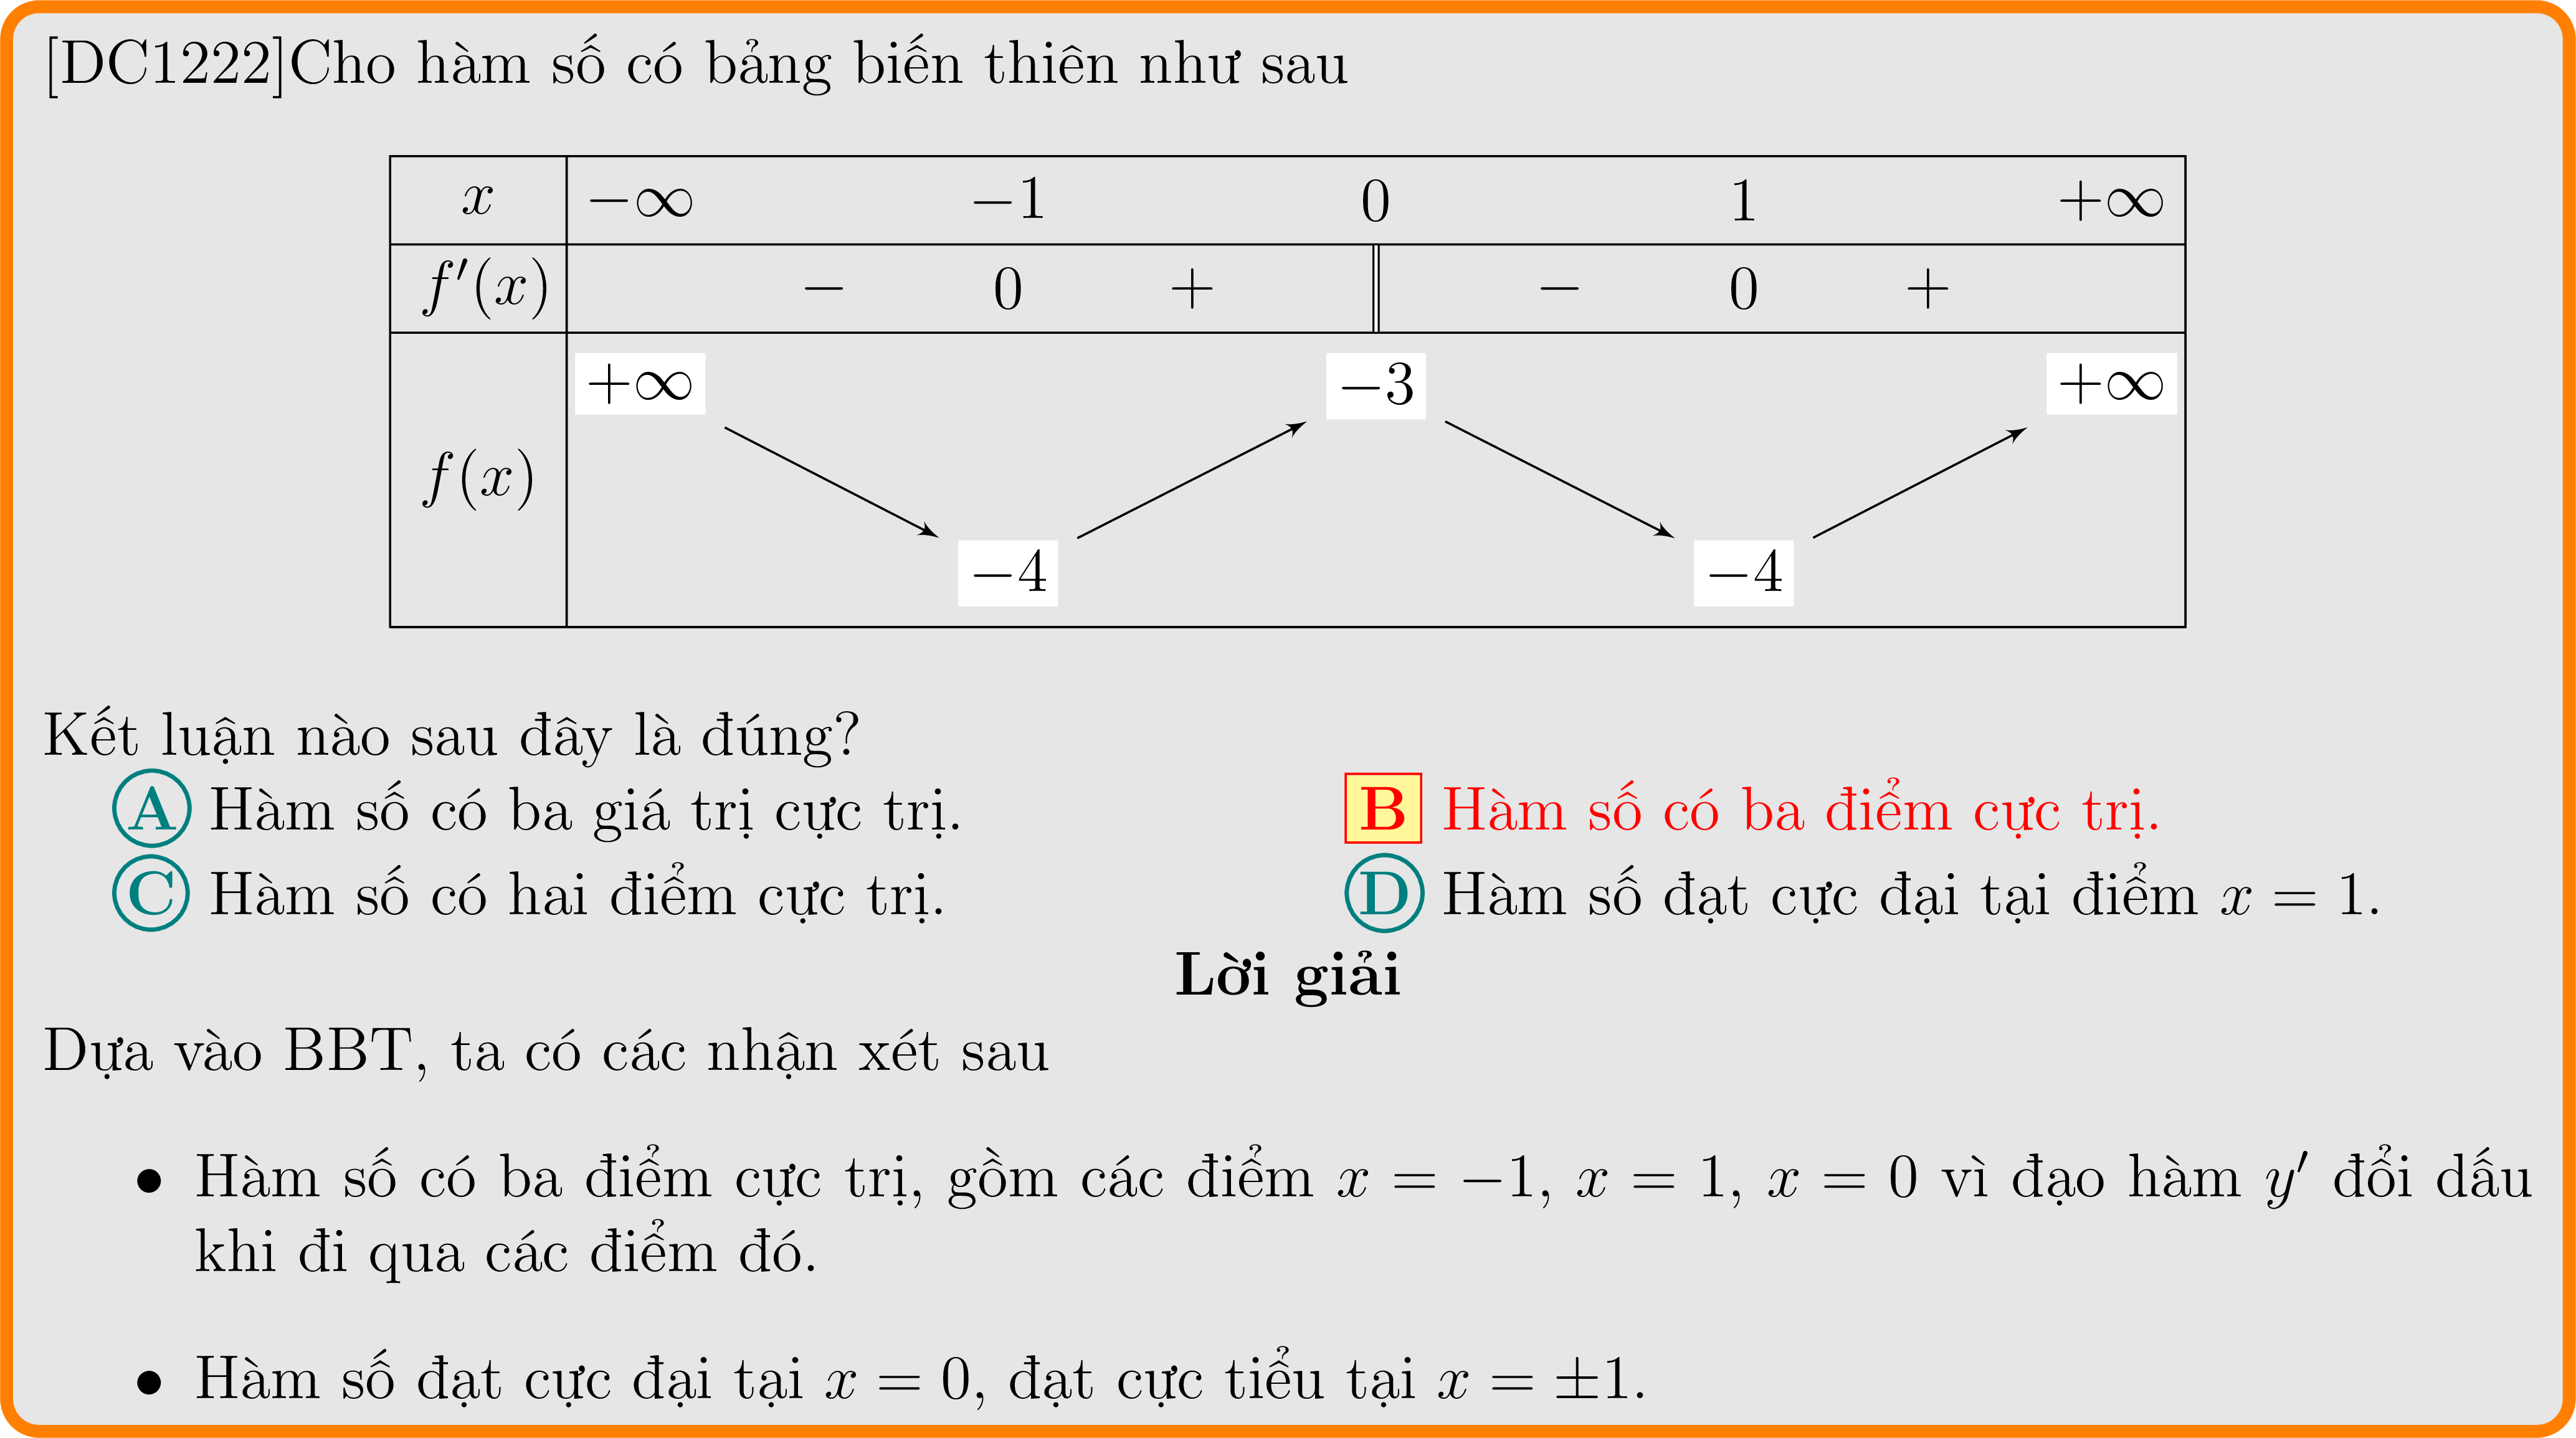 [DC1222]Cho hàm số có bảng biến thiên như sau
x −∞ −1 0 1 +∞
f′(x) − 0 + − 0 +
+∞ −3 +∞
f(x)
−4 −4
Kết luận nào sau đây là đúng?
A Hàm số có ba giá trị cực trị. B Hàm số có ba điểm cực trị.
C Hàm số có hai điểm cực trị. D Hàm số đạt cực đại tại điểm x = 1.
Lời giải
Dựa vào BBT, ta có các nhận xét sau
• Hàm số có ba điểm cực trị, gồm các điểm x = −1, x = 1, x = 0 vì đạo hàm y′ đổi dấu
khi đi qua các điểm đó.
• Hàm số đạt cực đại tại x = 0, đạt cực tiểu tại x = ±1.